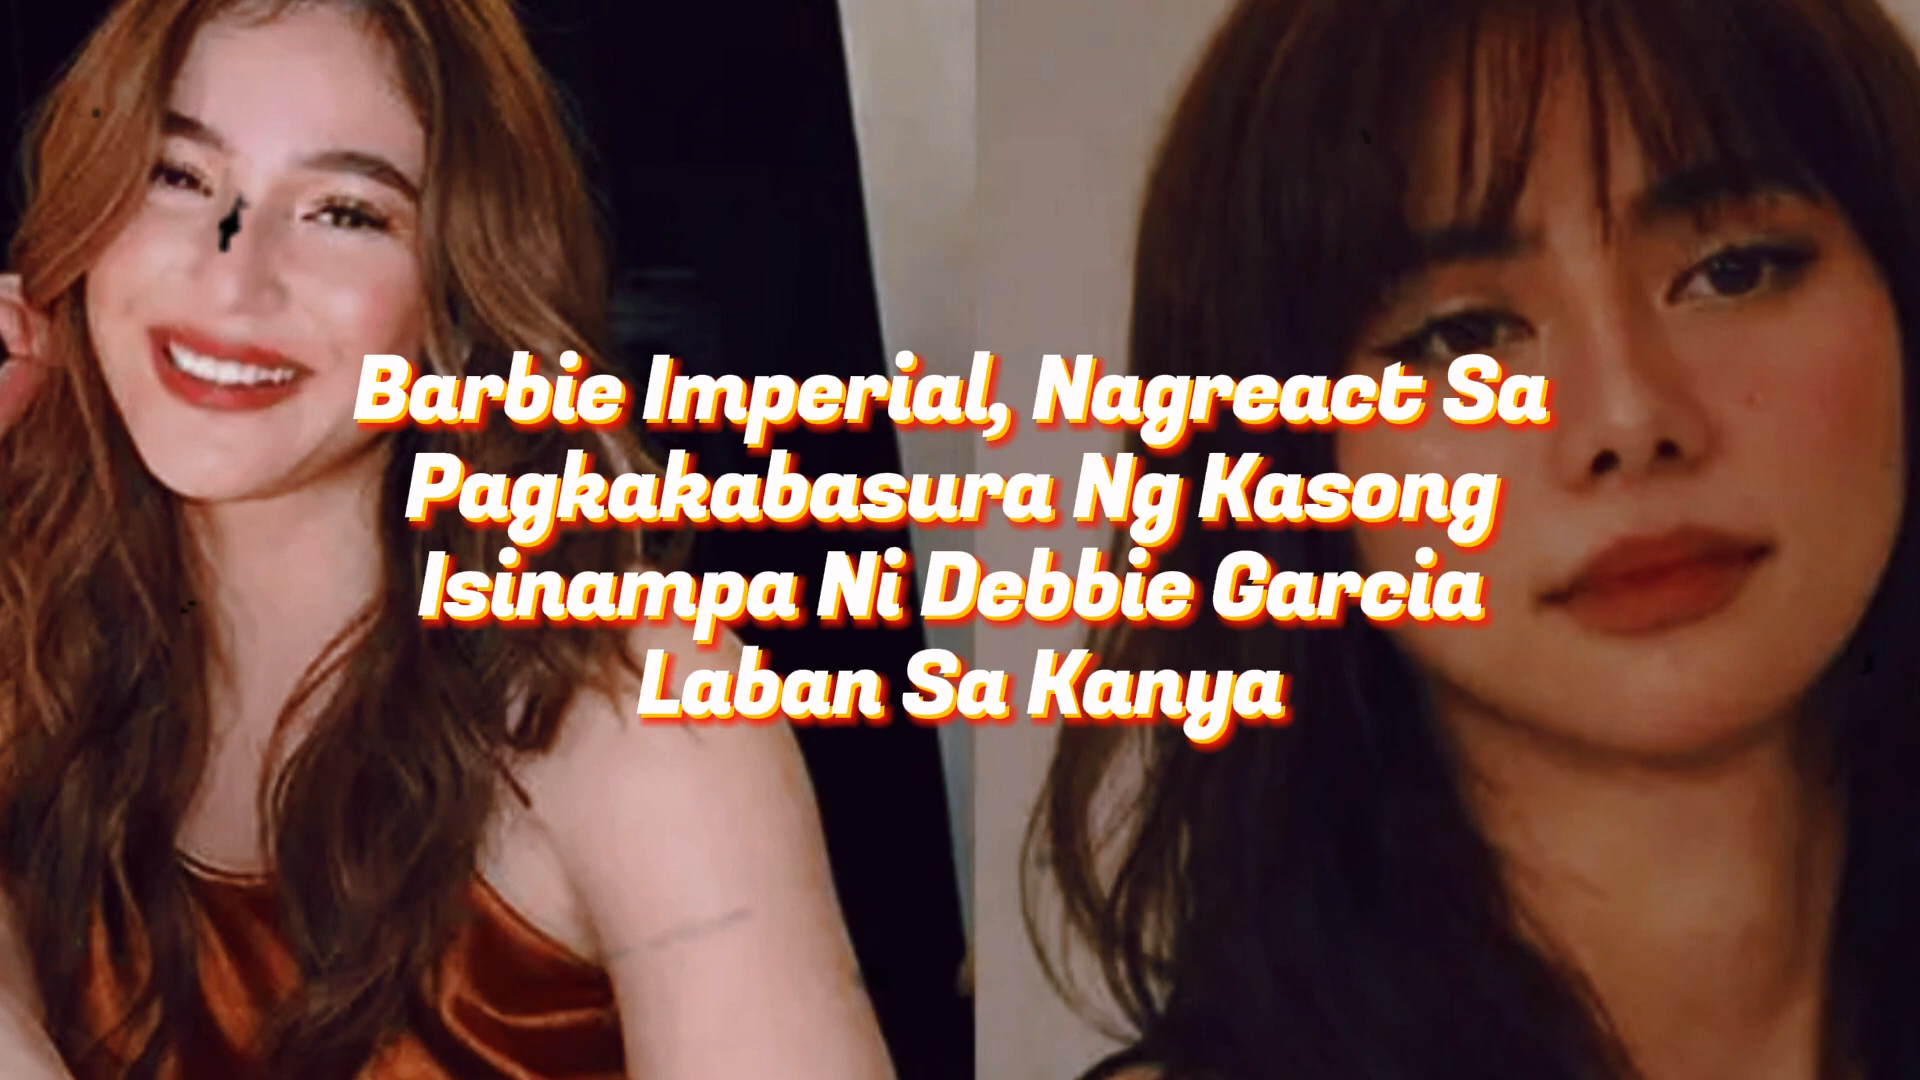 Barbie Imperial, Nagreact Sa
Pagkakabasura Ng Kasong
Isinampa Ni Debbie Garcia
Laban Sa Kanya